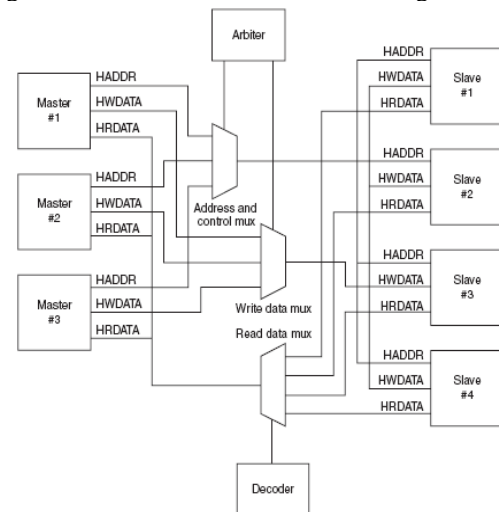 Arbiter
Master
#1
HADDR
HWDATA
HRDATA
Master
#2
HADDR
HWDATA
HRDATA
Master
#3
HADDR
HWDATA
HRDATA
Address and
control mux
Write data mux
Read data mux
HADDR
HWDATA
HRDATA
Slave
#1
HADDR
HWDATA
HRDATA
Slave
#2
HADDR
HWDATA
HRDATA
Slave
#3
HADDR
HWDATA
HRDATA
Slave
#4
Decoder